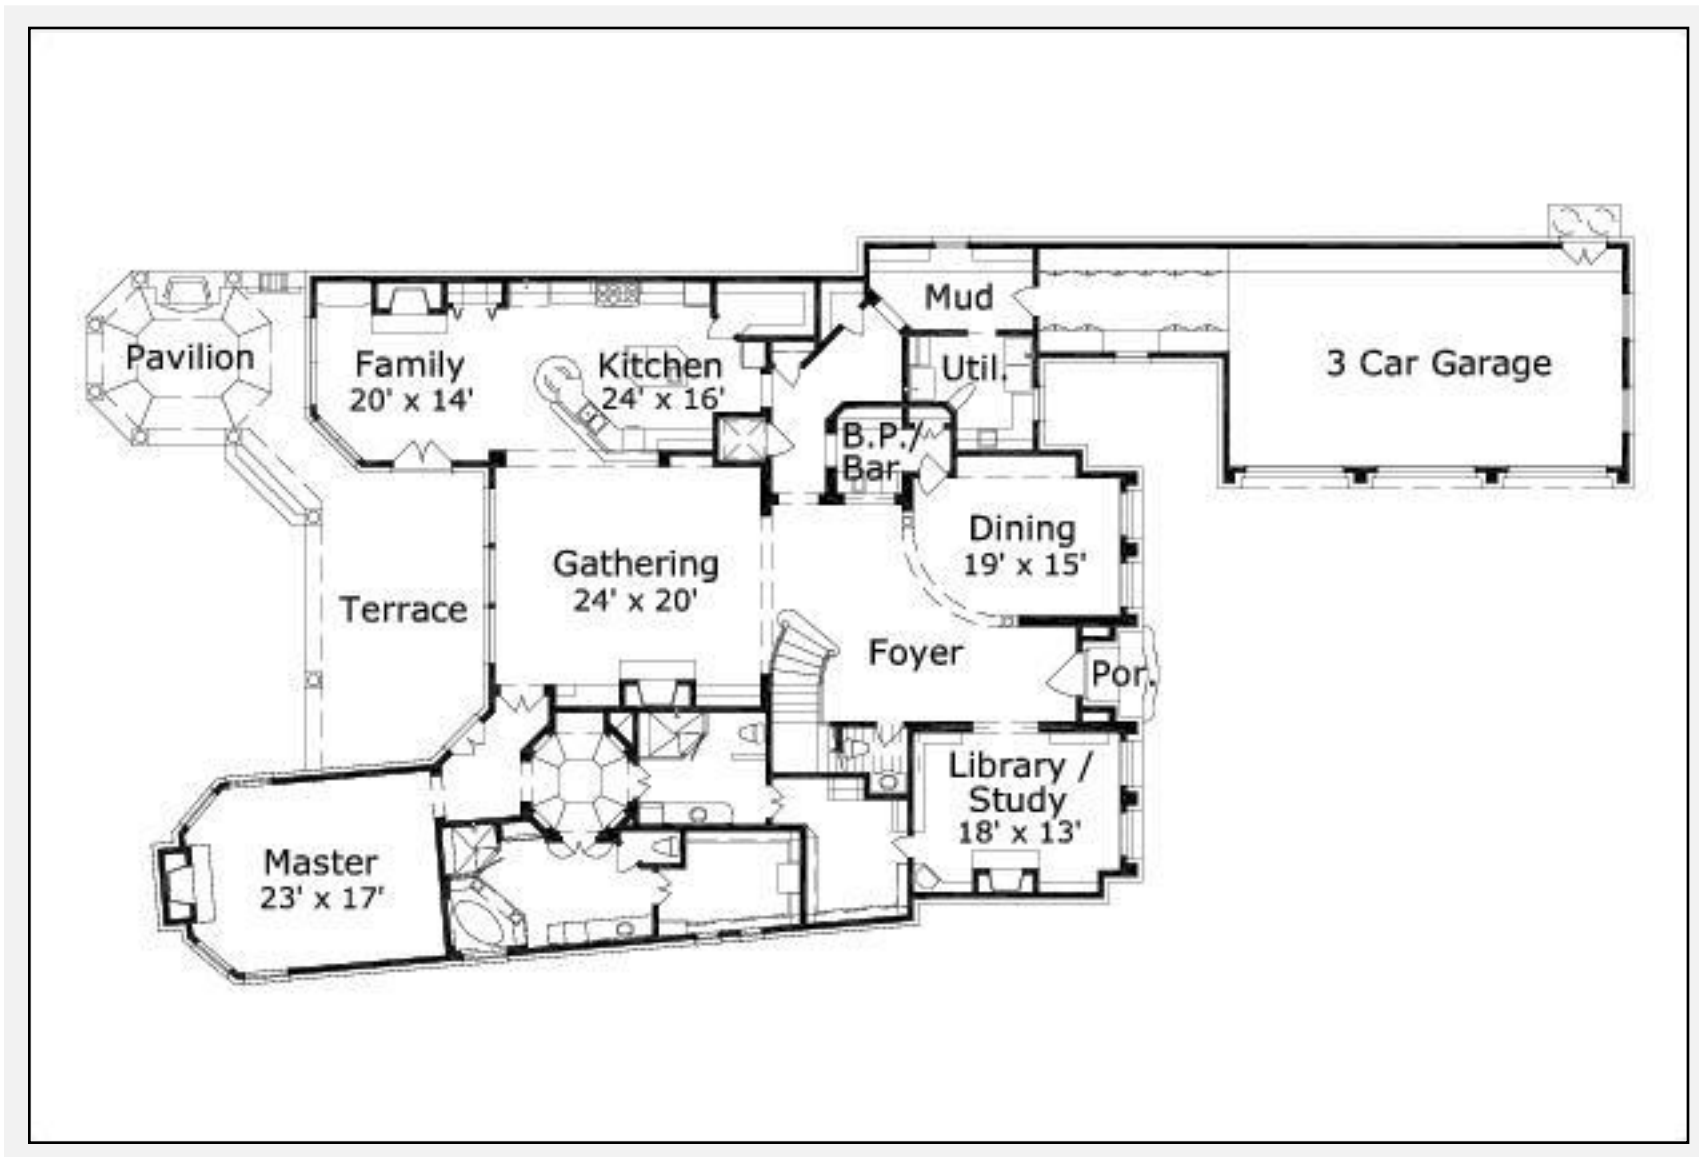 Mud
Pavilion
Family
20' x 14'
Kitchen
24' x 16'
Util.
3 Car Garage
B.P./
Bar
Dining
19' x 15'
Gathering
24' x 20'
Terrace
Foyer
Por.
Library /
Study
18' x 13'
Master
23' x 17'